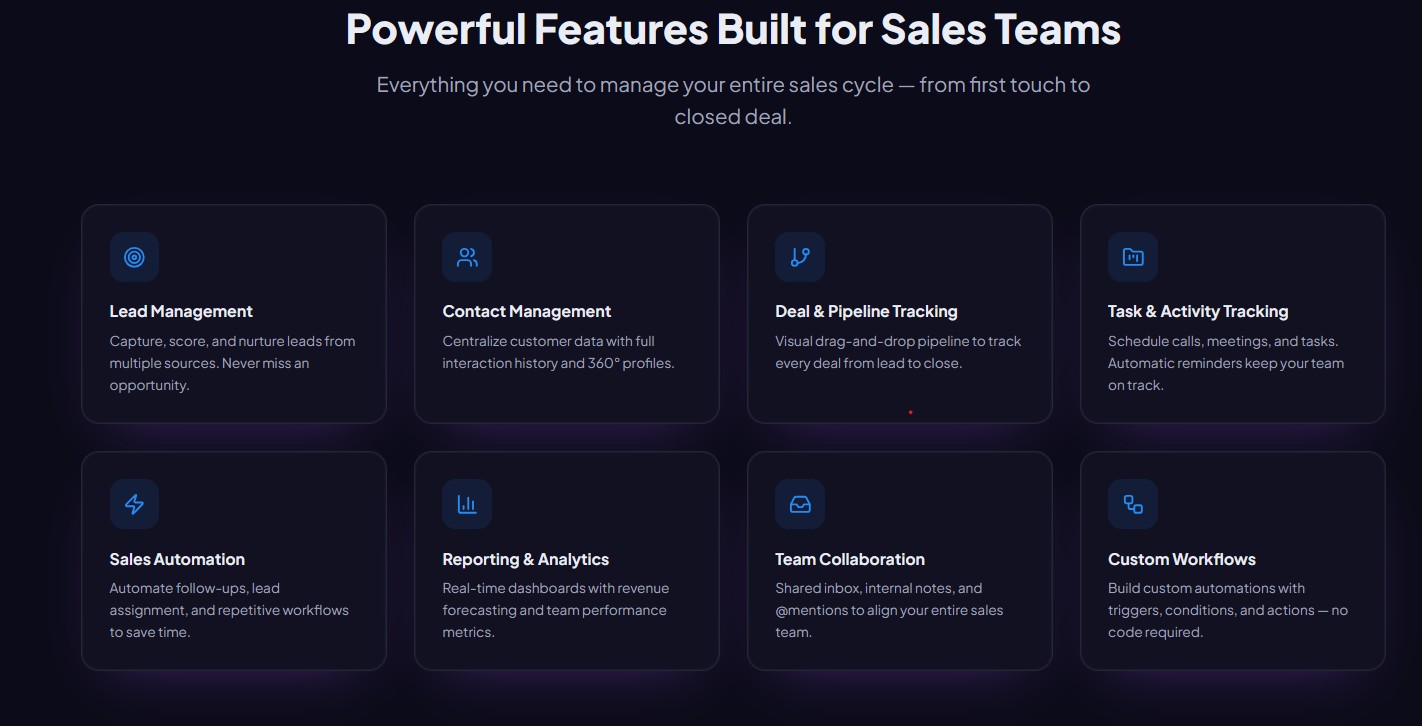 Powerful Features Built for Sales Teams
Everything you need to manage your entire sales cycle — from first touch to
closed deal.
Lead Management
Capture, score, and nurture leads from
multiple sources. Never miss an
opportunity.
Contact Management
Centralize customer data with full
interaction history and 360° profiles.
Deal & Pipeline Tracking
Visual drag-and-drop pipeline to track
every deal from lead to close.
Task & Activity Tracking
Schedule calls, meetings, and tasks.
Automatic reminders keep your team
on track.
Sales Automation
Automate follow-ups, lead
assignment, and repetitive workflows
to save time.
Reporting & Analytics
Real-time dashboards with revenue
forecasting and team performance
metrics.
Team Collaboration
Shared inbox, internal notes, and
@mentions to align your entire sales
team.
Custom Workflows
Build custom automations with
triggers, conditions, and actions — no
code required.